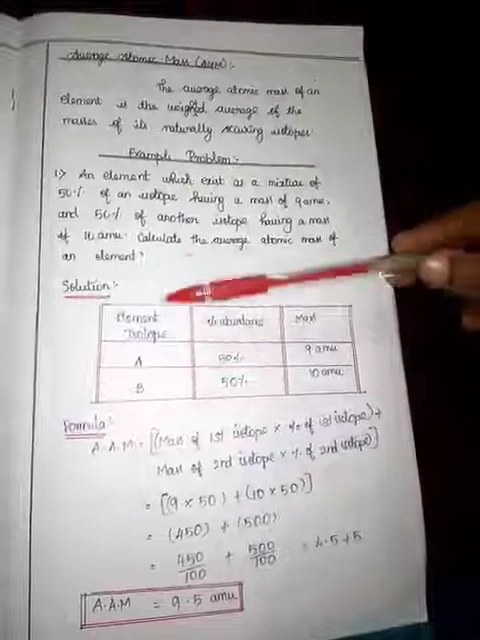 Average Atomic Mass (AAM):-
The average atomic mass of an
element is the weighted average of the
masses of its naturally occuring isotopes
Example Problem:-
1) An element which exist as a mixture of
50% of an isotope having a mass of 9 amu,
and 50% of another isotope having a mass
of 10 amu. Calculate the average atomic mass of
an element?
Solution:-
Element Isotope | % abundance | Mass
A | 50% | 9 amu
B | 50% | 10 amu
Formula:-
A.A.M = [(Mass of 1st isotope x % of 1st isotope) +
Mass of 2nd isotope x % of 2nd isotope)]
= [(9 x 50) + (10 x 50)]
= (450) + (500)
= 450/100 + 500/100 = 4.5+5
A.A.M = 9.5 amu